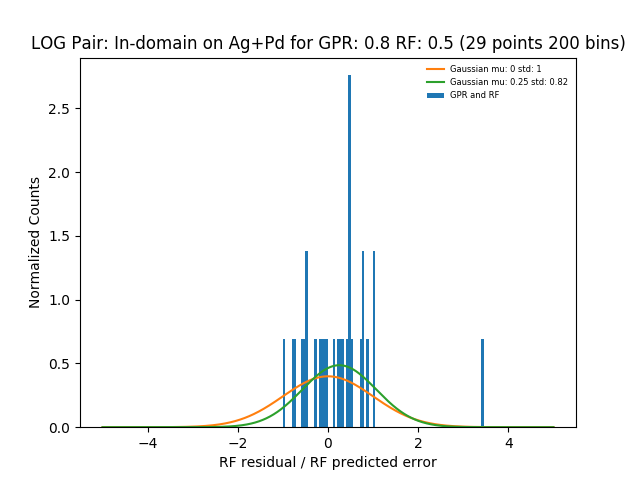 LOG Pair: In-domain on Ag+Pd for GPR: 0.8 RF: 0.5 (29 points 200 bins)
Gaussian mu: 0 std: 1
Gaussian mu: 0.25 std: 0.82
GPR and RF
Normalized Counts
2.5
2.0
1.5
1.0
0.5
0.0
−4
−2
0
2
4
RF residual / RF predicted error